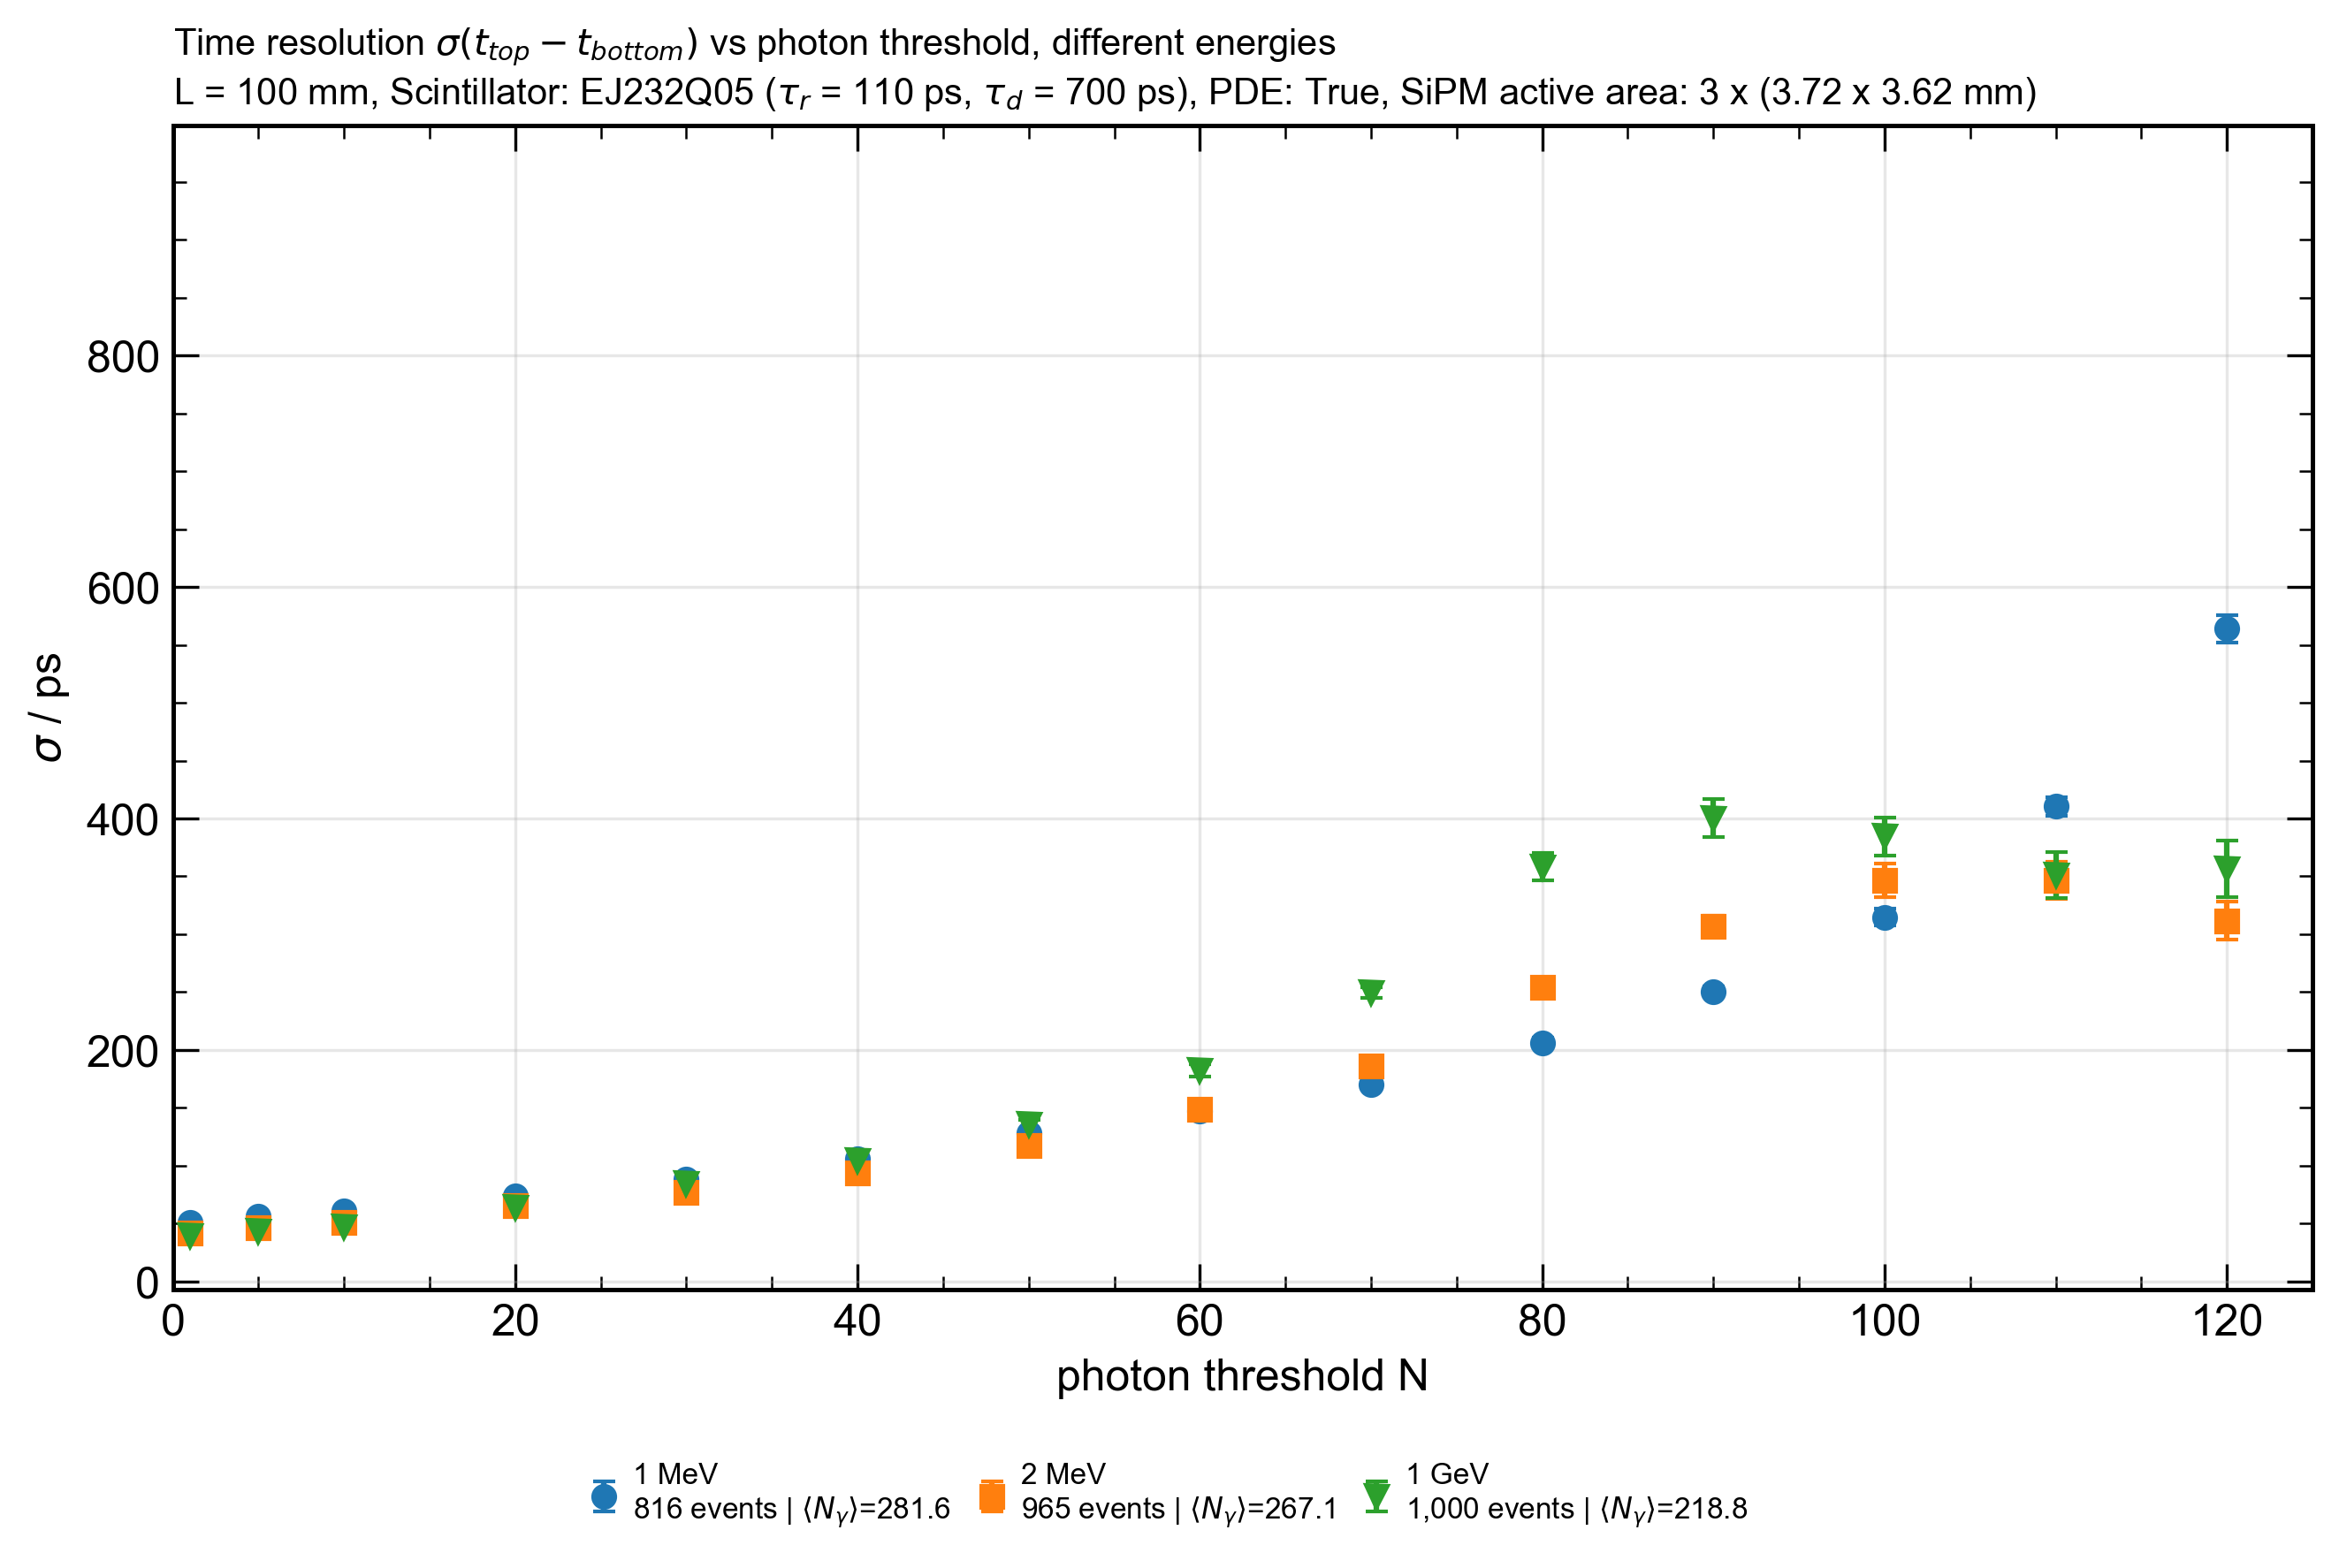 Time resolution σ(t_top − t_bottom) vs photon threshold, different energies
L = 100 mm, Scintillator: EJ232Q05 (τ_r = 110 ps, τ_d = 700 ps), PDE: True, SiPM active area: 3 x (3.72 x 3.62 mm)
σ / ps
800
600
400
200
0
0 20 40 60 80 100 120
photon threshold N
1 MeV
816 events | ⟨N_γ⟩=281.6
2 MeV
965 events | ⟨N_γ⟩=267.1
1 GeV
1,000 events | ⟨N_γ⟩=218.8